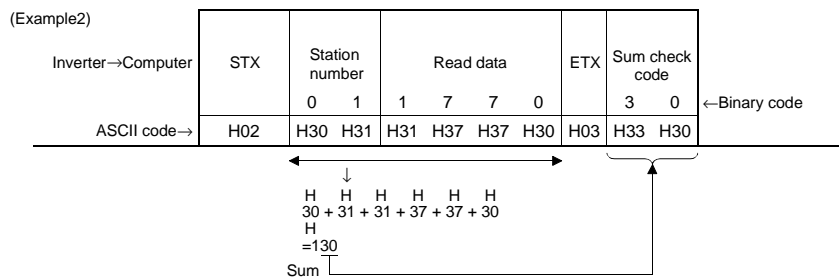 (Example2)
Inverter→Computer STX Station number Read data ETX Sum check code
0 1 1 7 7 0 3 0 ←Binary code
ASCII code→ H02 H30 H31 H31 H37 H37 H30 H03 H33 H30
↓
H H H H H H
30 + 31 + 31 + 37 + 37 + 30
H
=130
Sum